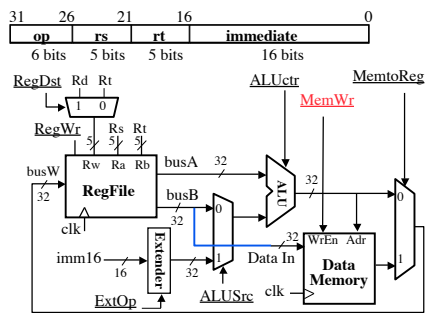 31 26 21 16 0
op rs rt immediate
6 bits 5 bits 5 bits 16 bits
RegDst Rd Rt ALUctr MemtoReg
1 0
MemWr
RegWr Rs Rt
5 5 5
busW Rw Ra Rb busA 32 32
32 RegFile busB ALU 0
32 0
clk 32 WrEn Adr
imm16 Extender 1 Data In Data 1
16 32 Memory
clk
ExtOp ALUSrc